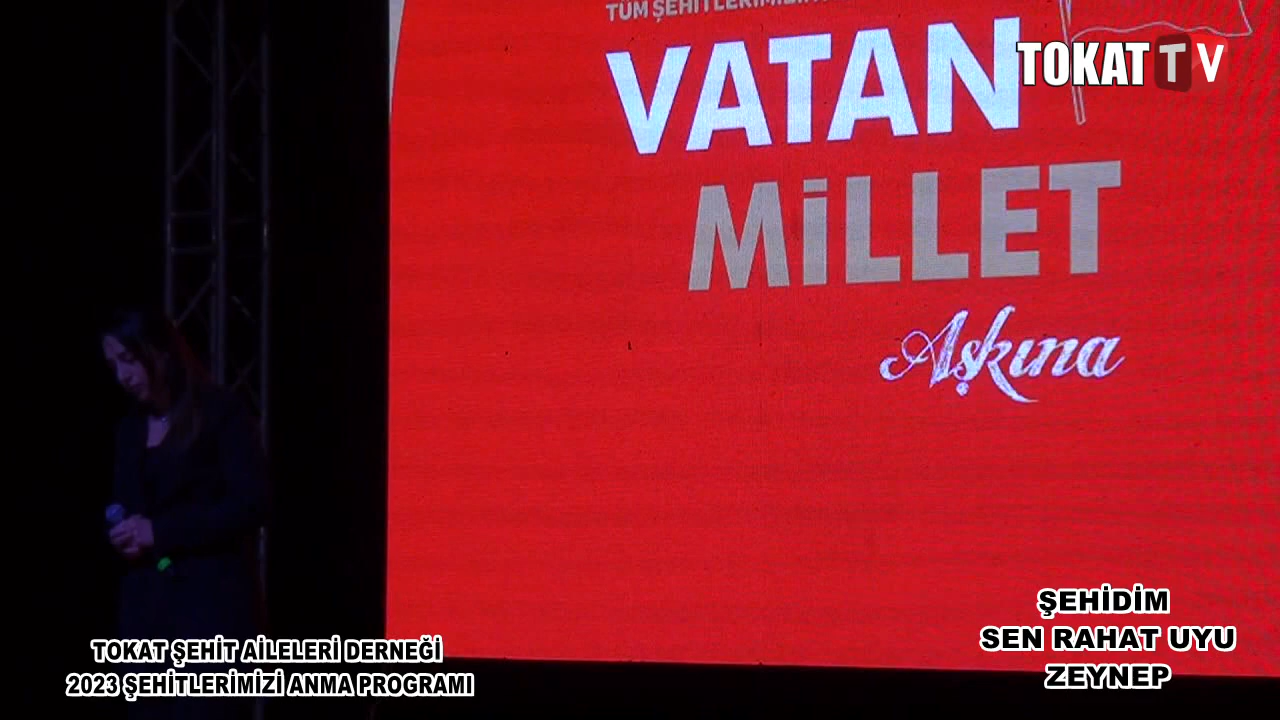 TÜM
VATAN
MiLLET
Aşkına
TOKAT TV
ŞEHİDİM
SEN RAHAT UYU
ZEYNEP
TOKAT ŞEHİT AİLELERİ DERNEĞİ
2023 ŞEHİTLERİMİZİ ANMA PROGRAMI